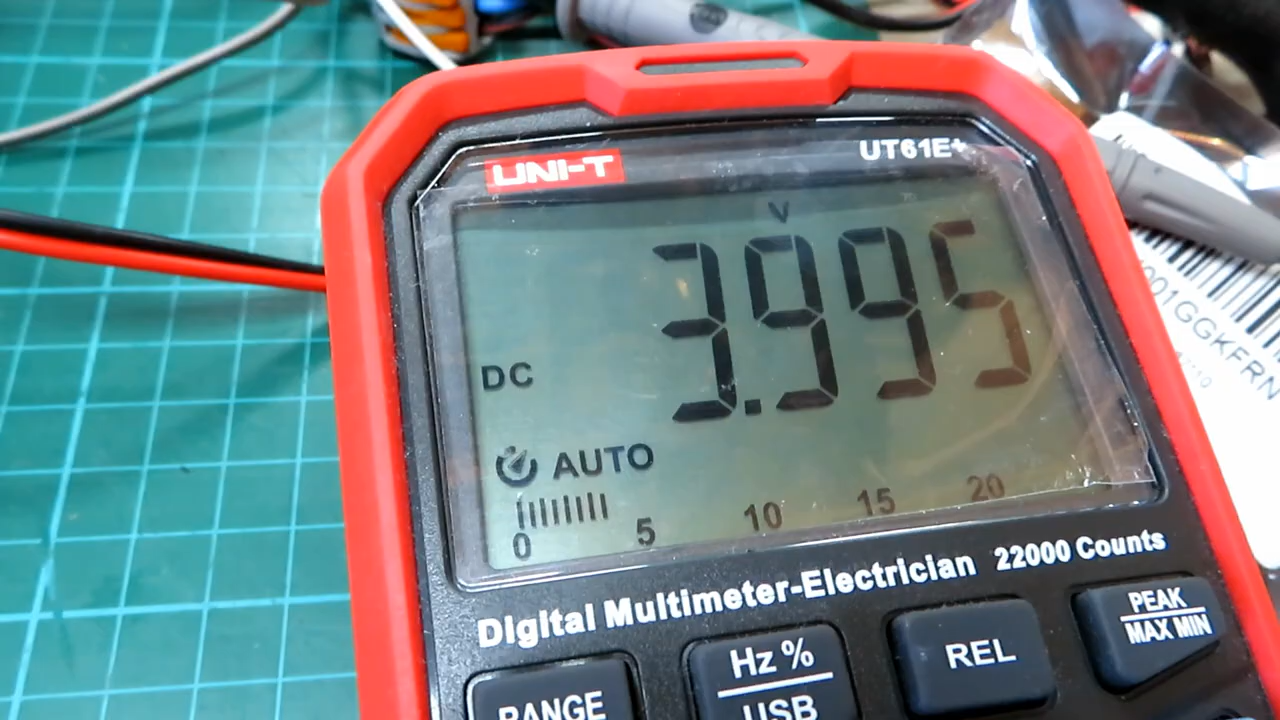 UNI-T
UT61E+
V
3.995
DC
AUTO
0 5 10 15 20
Digital Multimeter-Electrician 22000 Counts
RANGE
Hz %
USB
REL
PEAK
MAX MIN
001GGKFRN